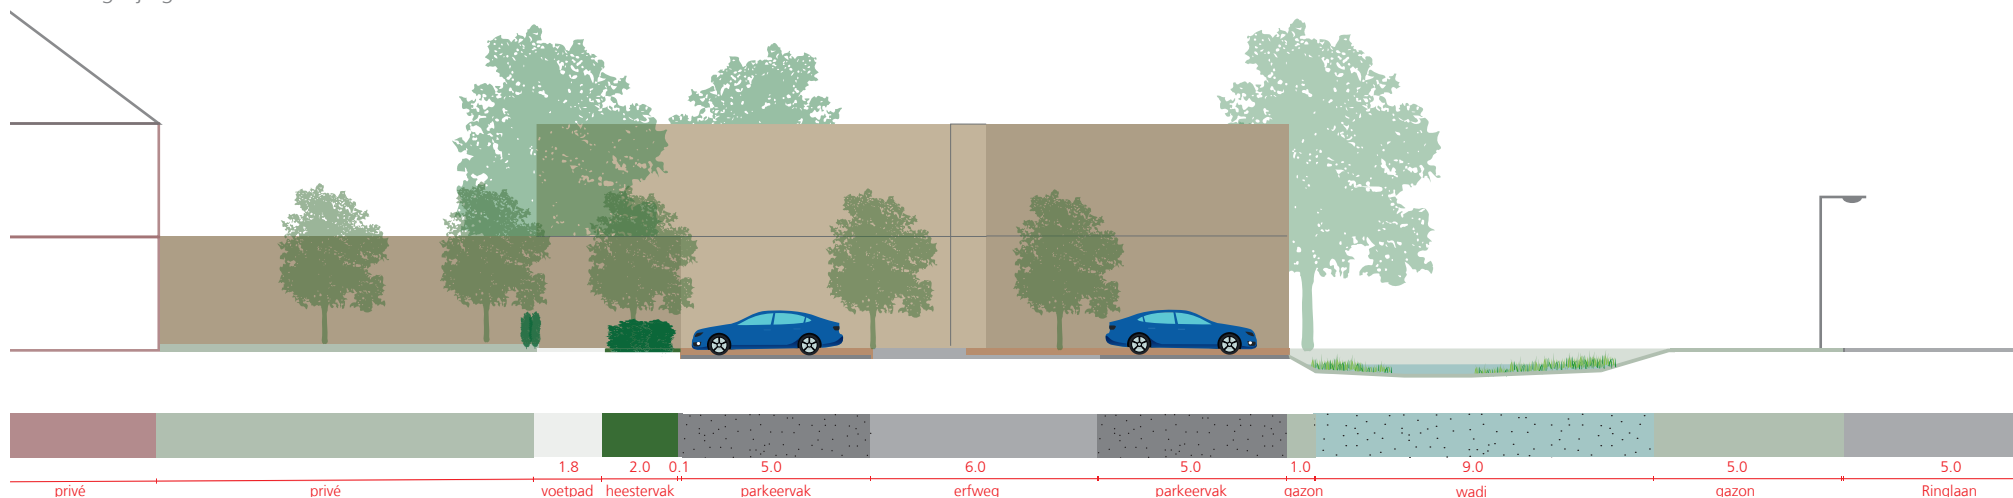 1.8 2.0 0.1 5.0 6.0 5.0 1.0 9.0 5.0 5.0
privé privé voetpad heestervak parkeervak erfweg parkeervak gazon wadi gazon Ringlaan